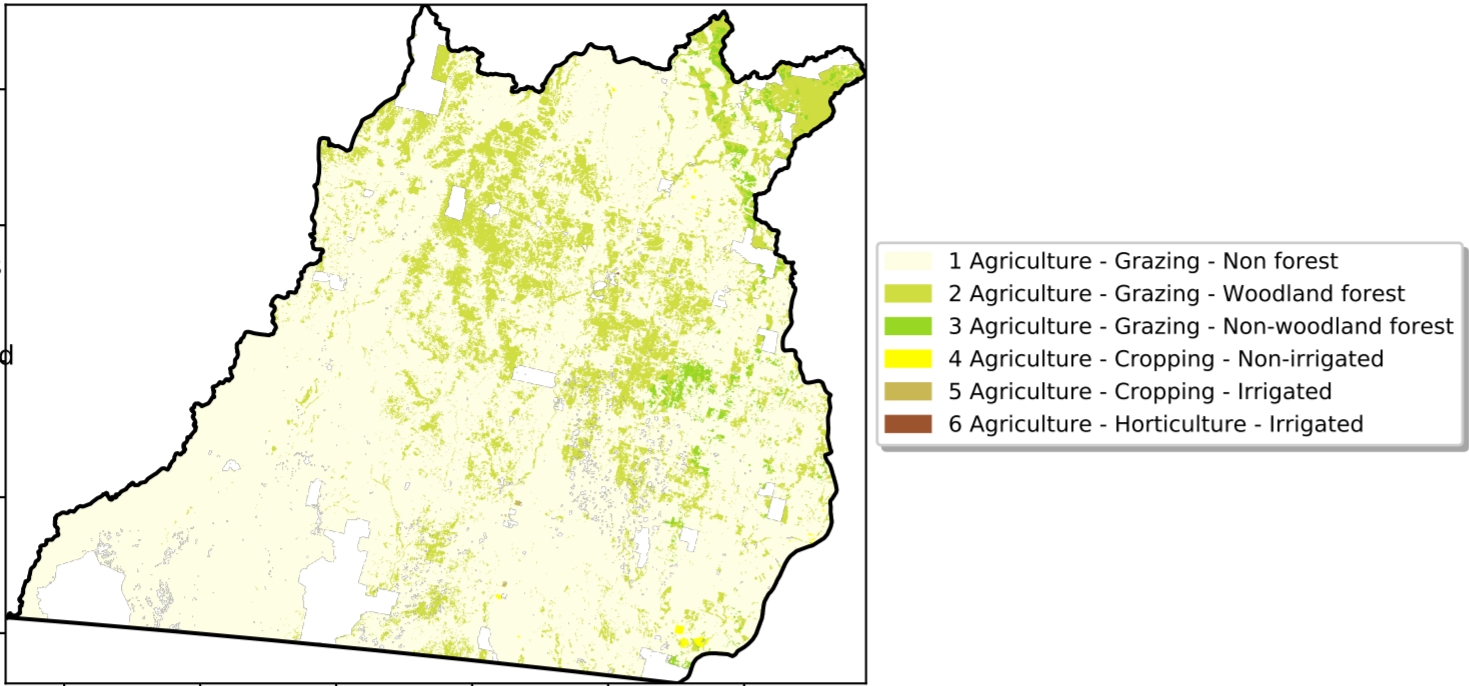 d
1 Agriculture - Grazing - Non forest
2 Agriculture - Grazing - Woodland forest
3 Agriculture - Grazing - Non-woodland forest
4 Agriculture - Cropping - Non-irrigated
5 Agriculture - Cropping - Irrigated
6 Agriculture - Horticulture - Irrigated